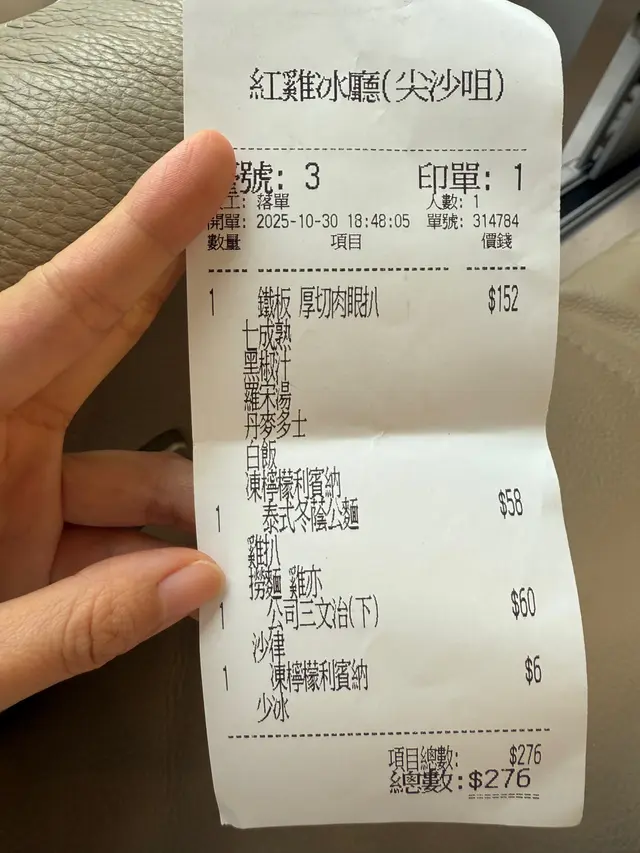 紅雞冰廳(尖沙咀)
號: 3 印單: 1
工: 落單 人數: 1
開單: 2025-10-30 18:48:05 單號: 314784
數量 項目 價錢
1 鐵板 厚切肉眼扒 $152
七成熟
黑椒汁
羅宋湯
丹麥多士
白飯
凍檸檬利賓納
1 泰式冬蔭公麵 $58
雞扒
撈麵 雞亦
1 公司三文治(下) $60
沙律
1 凍檸檬利賓納 $6
少冰
項目總數: $276
總數:$276